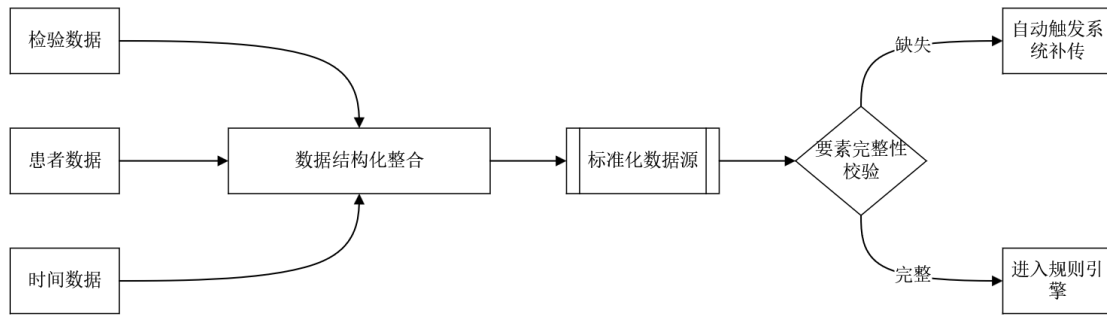 检验数据
患者数据
时间数据
数据结构化整合
标准化数据源
要素完整性
校验
缺失
自动触发系
统补传
完整
进入规则引
擎